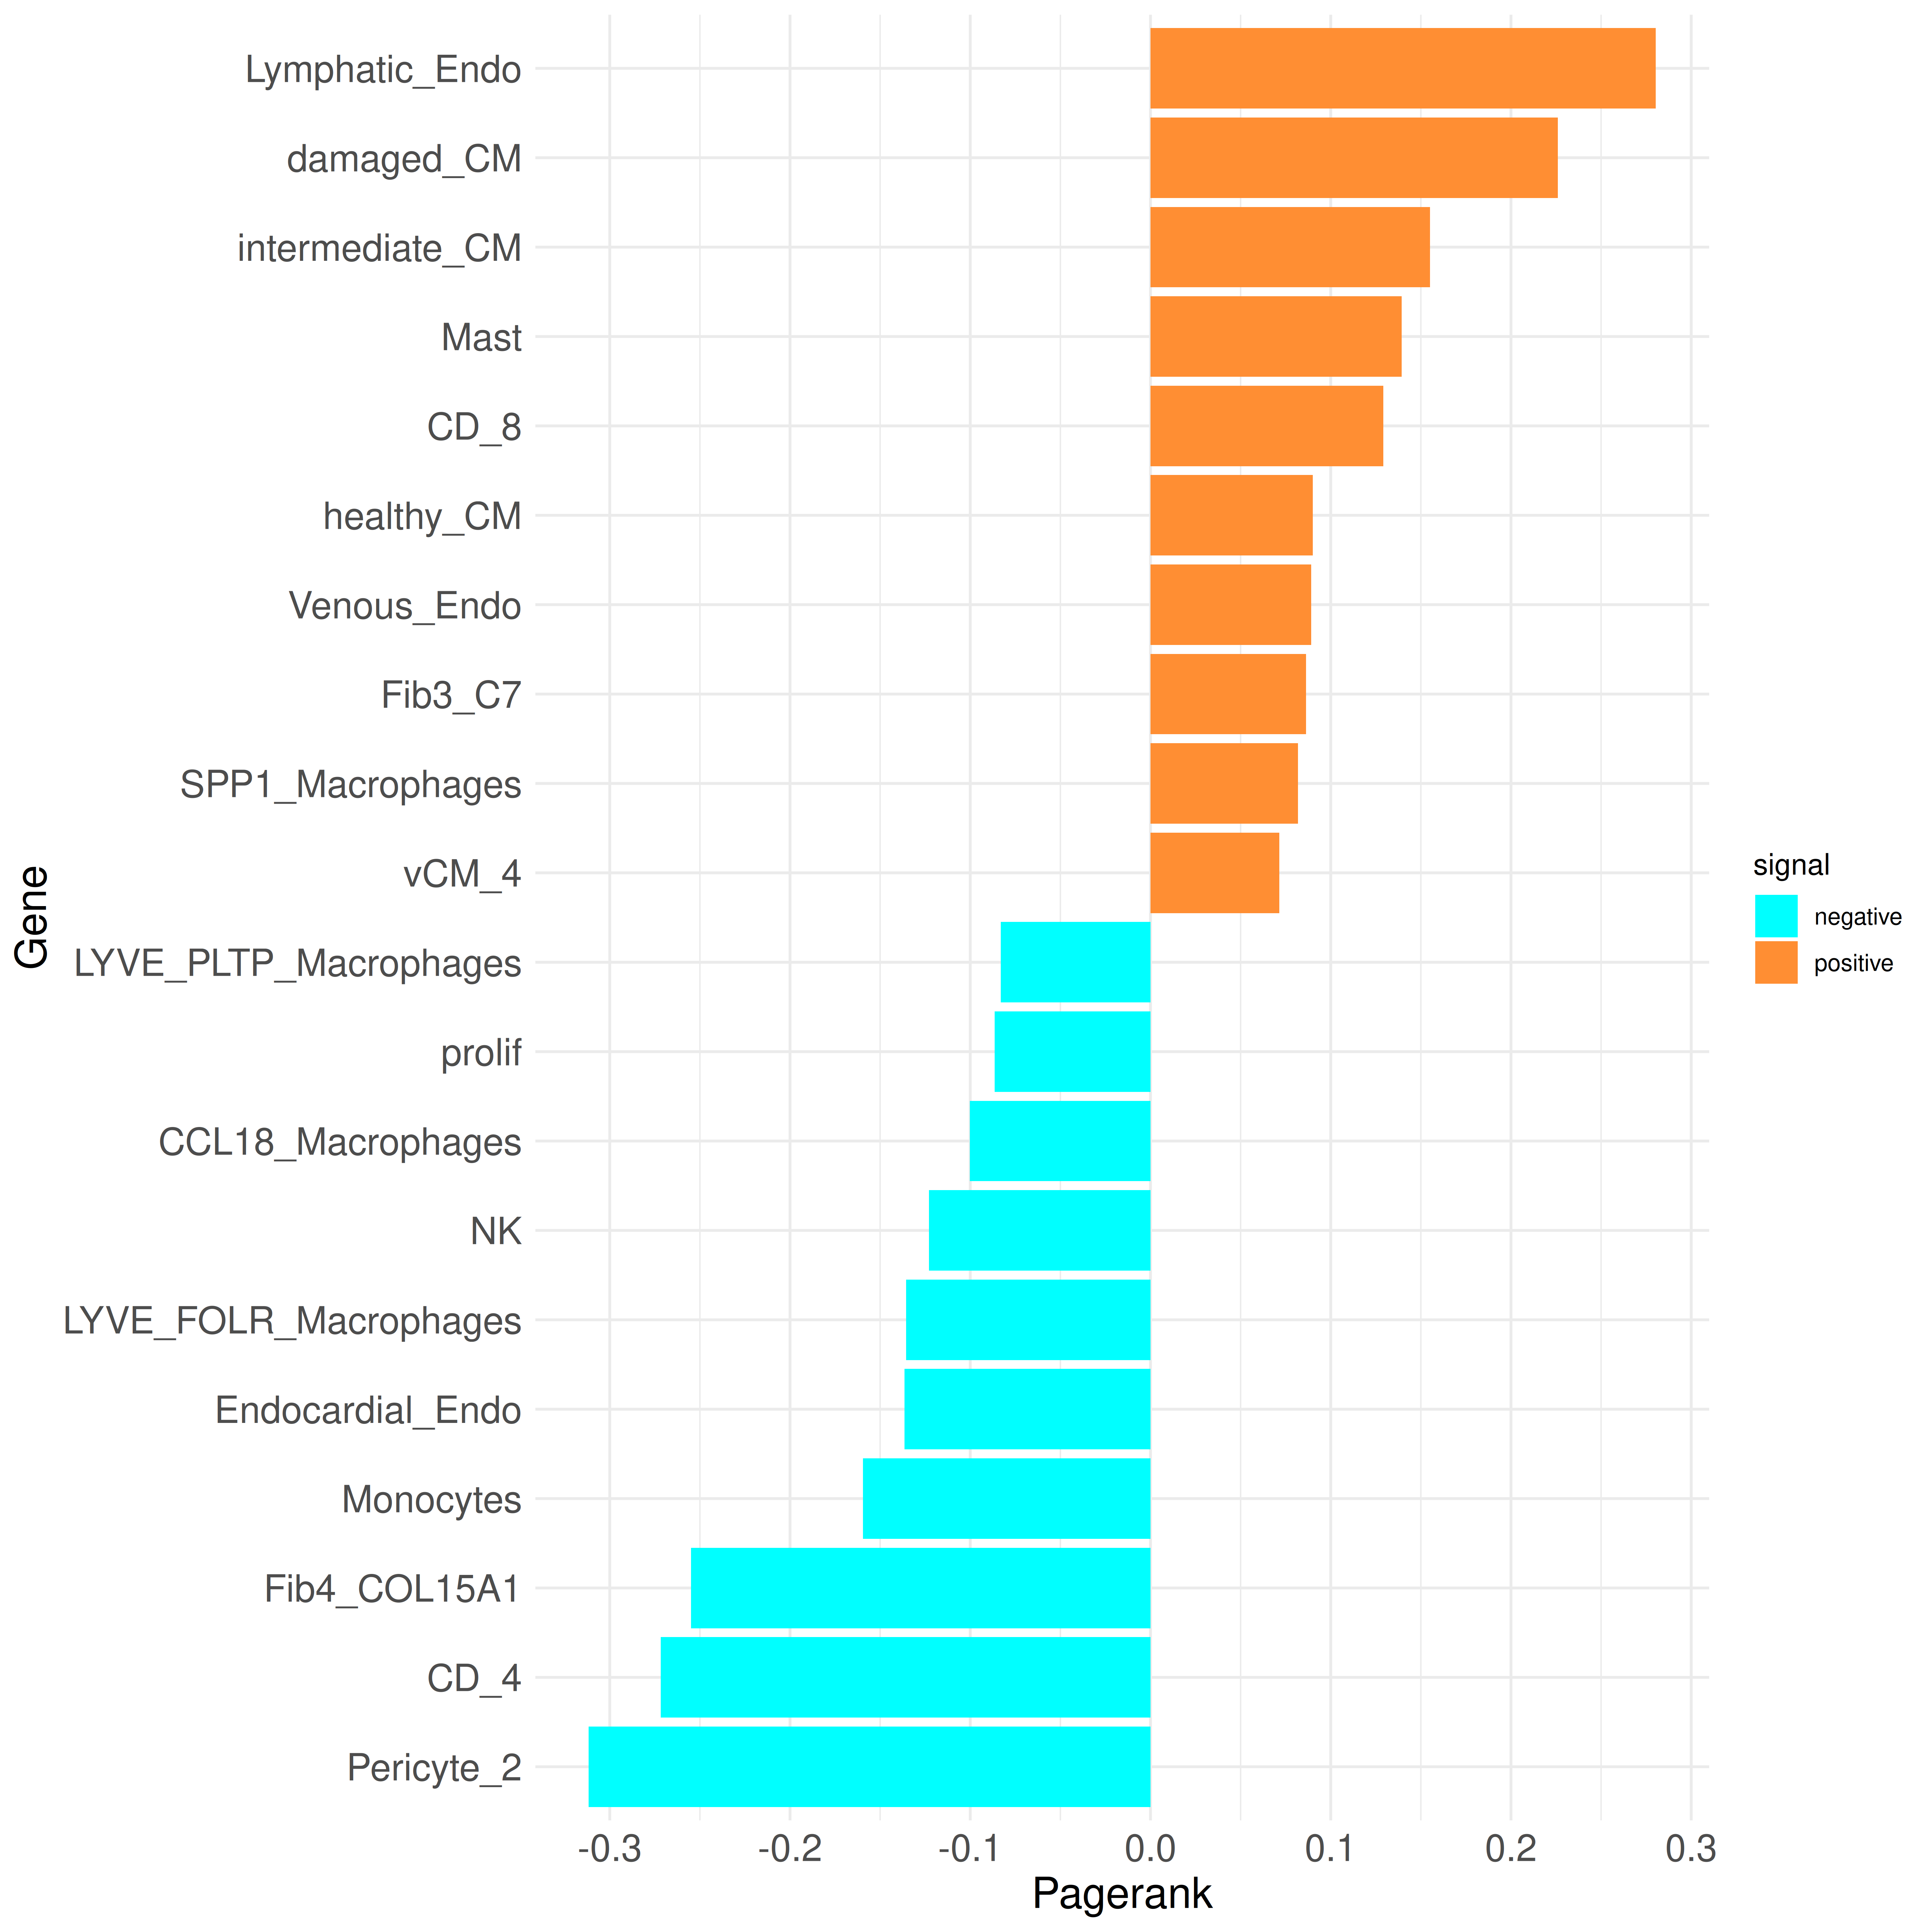 Lymphatic_Endo
damaged_CM
intermediate_CM
Mast
CD_8
healthy_CM
Venous_Endo
Fib3_C7
SPP1_Macrophages
vCM_4
LYVE_PLTP_Macrophages
prolif
CCL18_Macrophages
NK
LYVE_FOLR_Macrophages
Endocardial_Endo
Monocytes
Fib4_COL15A1
CD_4
Pericyte_2
Gene
-0.3 -0.2 -0.1 0.0 0.1 0.2 0.3
Pagerank
signal
negative
positive